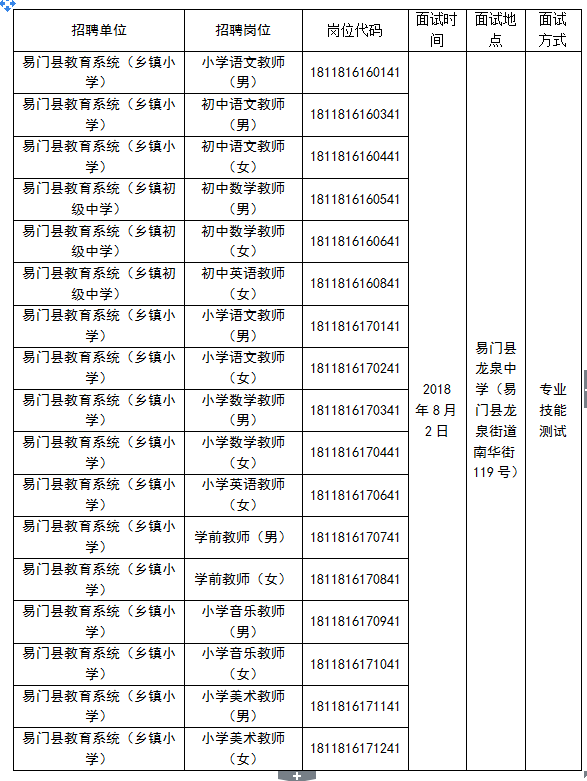 招聘单位 招聘岗位 岗位代码 面试时间 面试地点 面试方式
易门县教育系统（乡镇小学） 小学语文教师（男） 1811816160141
易门县教育系统（乡镇小学） 初中语文教师（男） 1811816160341
易门县教育系统（乡镇小学） 初中语文教师（女） 1811816160441
易门县教育系统（乡镇初级中学） 初中数学教师（男） 1811816160541
易门县教育系统（乡镇初级中学） 初中数学教师（女） 1811816160641
易门县教育系统（乡镇初级中学） 初中英语教师（女） 1811816160841
易门县教育系统（乡镇小学） 小学语文教师（男） 1811816170141
易门县教育系统（乡镇小学） 小学语文教师（女） 1811816170241
易门县教育系统（乡镇小学） 小学数学教师（男） 1811816170341
易门县教育系统（乡镇小学） 小学数学教师（女） 1811816170441
易门县教育系统（乡镇小学） 小学英语教师（女） 1811816170641
易门县教育系统（乡镇小学） 学前教师（男） 1811816170741
易门县教育系统（乡镇小学） 学前教师（女） 1811816170841
易门县教育系统（乡镇小学） 小学音乐教师（男） 1811816170941
易门县教育系统（乡镇小学） 小学音乐教师（女） 1811816171041
易门县教育系统（乡镇小学） 小学美术教师（男） 1811816171141
易门县教育系统（乡镇小学） 小学美术教师（女） 1811816171241
2018
年8月
2日
易门县
龙泉中
学（易
门县龙
泉街道
南华街
119号）
专业
技能
测试